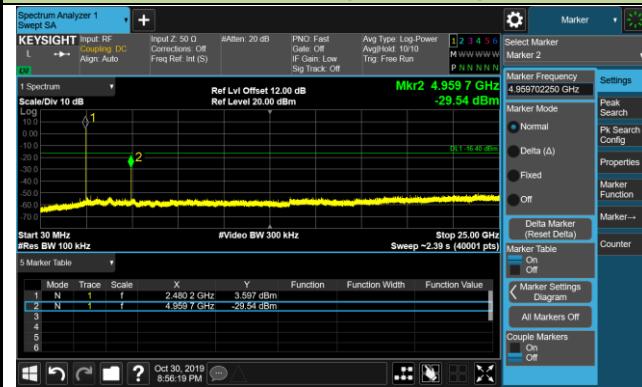 Spectrum Analyzer 1
Swept SA
+
Marker
KEYSIGHT
L
Input: RF
Coupling: DC
Align: Auto
Input Z: 50 Ω
Corrections: Off
Freq Ref: Int (S)
#Atten: 20 dB
PNO: Fast
Gate: Off
IF Gain: Low
Sig Track: Off
Avg Type: Log-Power
Avg|Hold: 10/10
Trig: Free Run
1 2 3 4 5 6
M W W W W W
P N N N N N
Select Marker
Marker 2
1 Spectrum
Scale/Div 10 dB
Log
Ref Lvl Offset 12.00 dB
Ref Level 20.00 dBm
Mkr2 4.959 7 GHz
-29.54 dBm
10.0
0.00
-10.0
-20.0
-30.0
-40.0
-50.0
-60.0
-70.0
1
2
DL1 -16.40 dBm
Start 30 MHz
#Res BW 100 kHz
#Video BW 300 kHz
Stop 25.00 GHz
Sweep ~2.39 s (40001 pts)
5 Marker Table
Mode Trace Scale X Y Function Function Width Function Value
1 N 1 f 2.480 2 GHz 3.597 dBm
2 N 1 f 4.959 7 GHz -29.54 dBm
3
4
5
6
Marker Frequency
4.959702250 GHz
Marker Mode
Normal
Delta (Δ)
Fixed
Off
Delta Marker
(Reset Delta)
Marker Table
On
Off
Marker Settings
Diagram
All Markers Off
Couple Markers
On
Off
Settings
Peak
Search
Pk Search
Config
Properties
Marker
Function
Marker→
Counter
?
Oct 30, 2019
8:56:19 PM